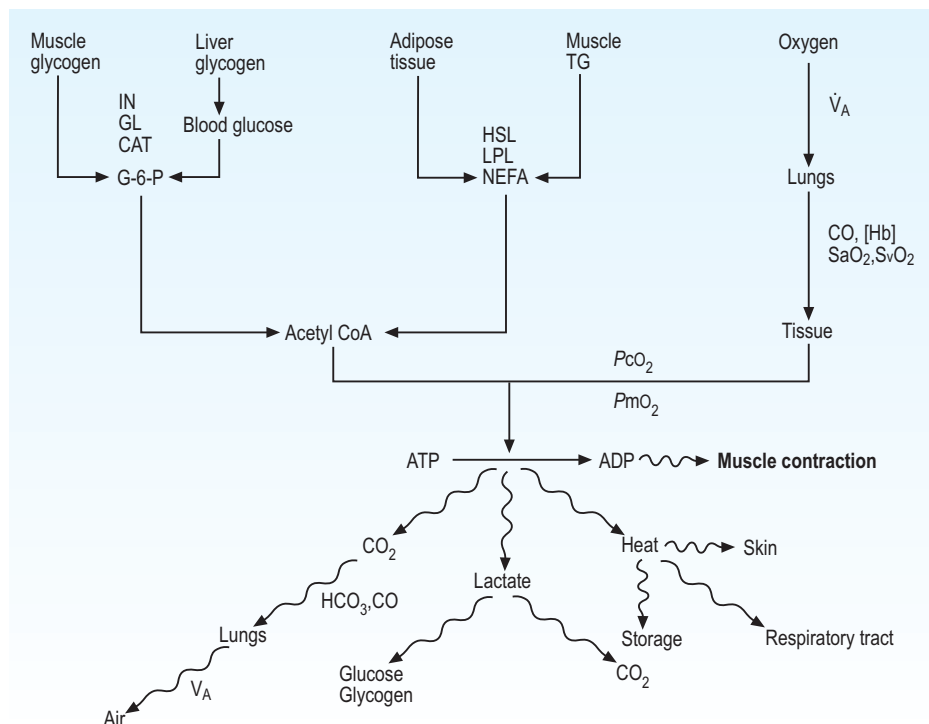 Muscle
glycogen
Liver
glycogen
Adipose
tissue
Muscle
TG
Oxygen
IN
GL
CAT
Blood glucose
HSL
LPL
NEFA
V̇A
G-6-P
Lungs
CO, [Hb]
SaO2,SvO2
Acetyl CoA
Tissue
PcO2
PmO2
ATP
ADP
Muscle contraction
CO2
Heat
Skin
Lactate
HCO3,CO
Lungs
Storage
Respiratory tract
Glucose
Glycogen
CO2
VA
Air